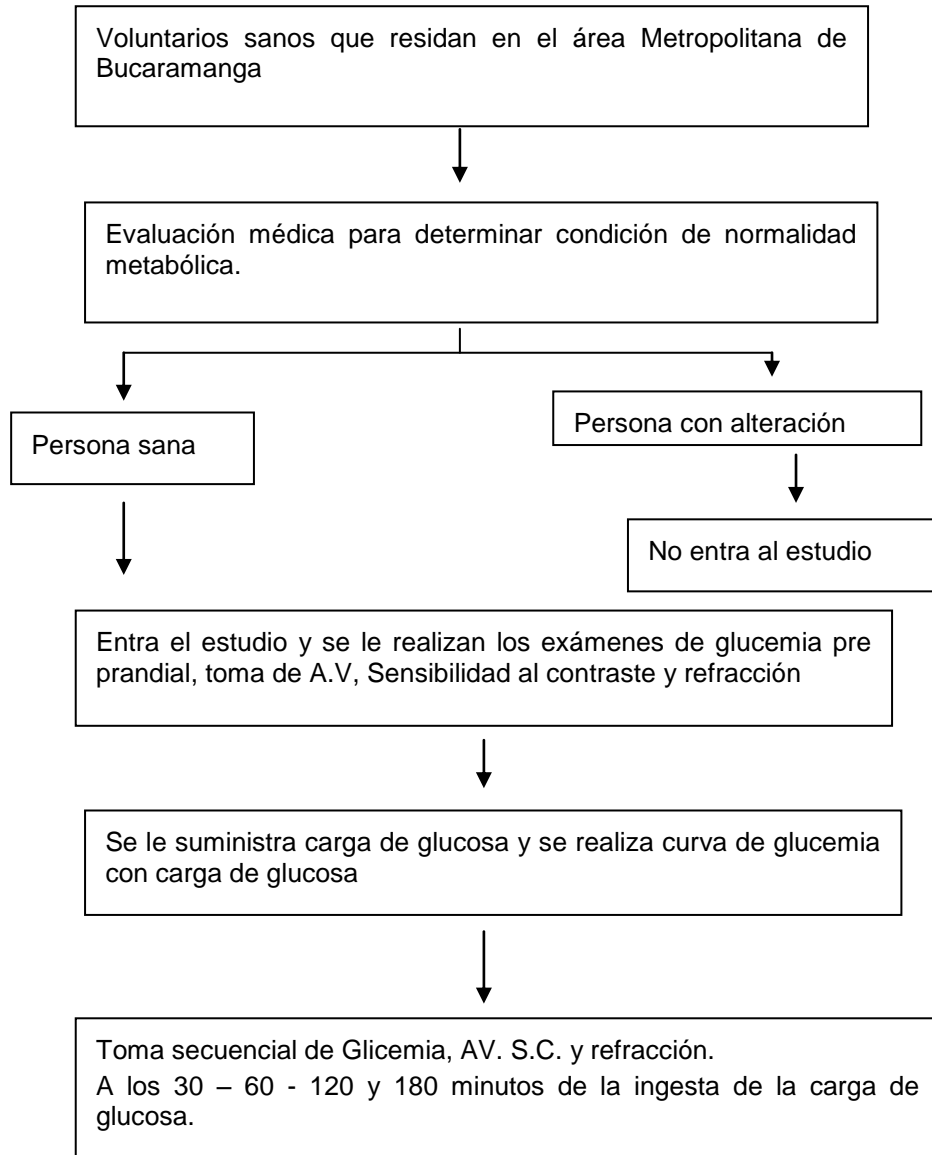 Voluntarios sanos que residan en el área Metropolitana de
Bucaramanga
Evaluación médica para determinar condición de normalidad
metabólica.
Persona sana
Persona con alteración
No entra al estudio
Entra el estudio y se le realizan los exámenes de glucemia pre
prandial, toma de A.V, Sensibilidad al contraste y refracción
Se le suministra carga de glucosa y se realiza curva de glucemia
con carga de glucosa
Toma secuencial de Glicemia, AV. S.C. y refracción.
A los 30 – 60 - 120 y 180 minutos de la ingesta de la carga de
glucosa.